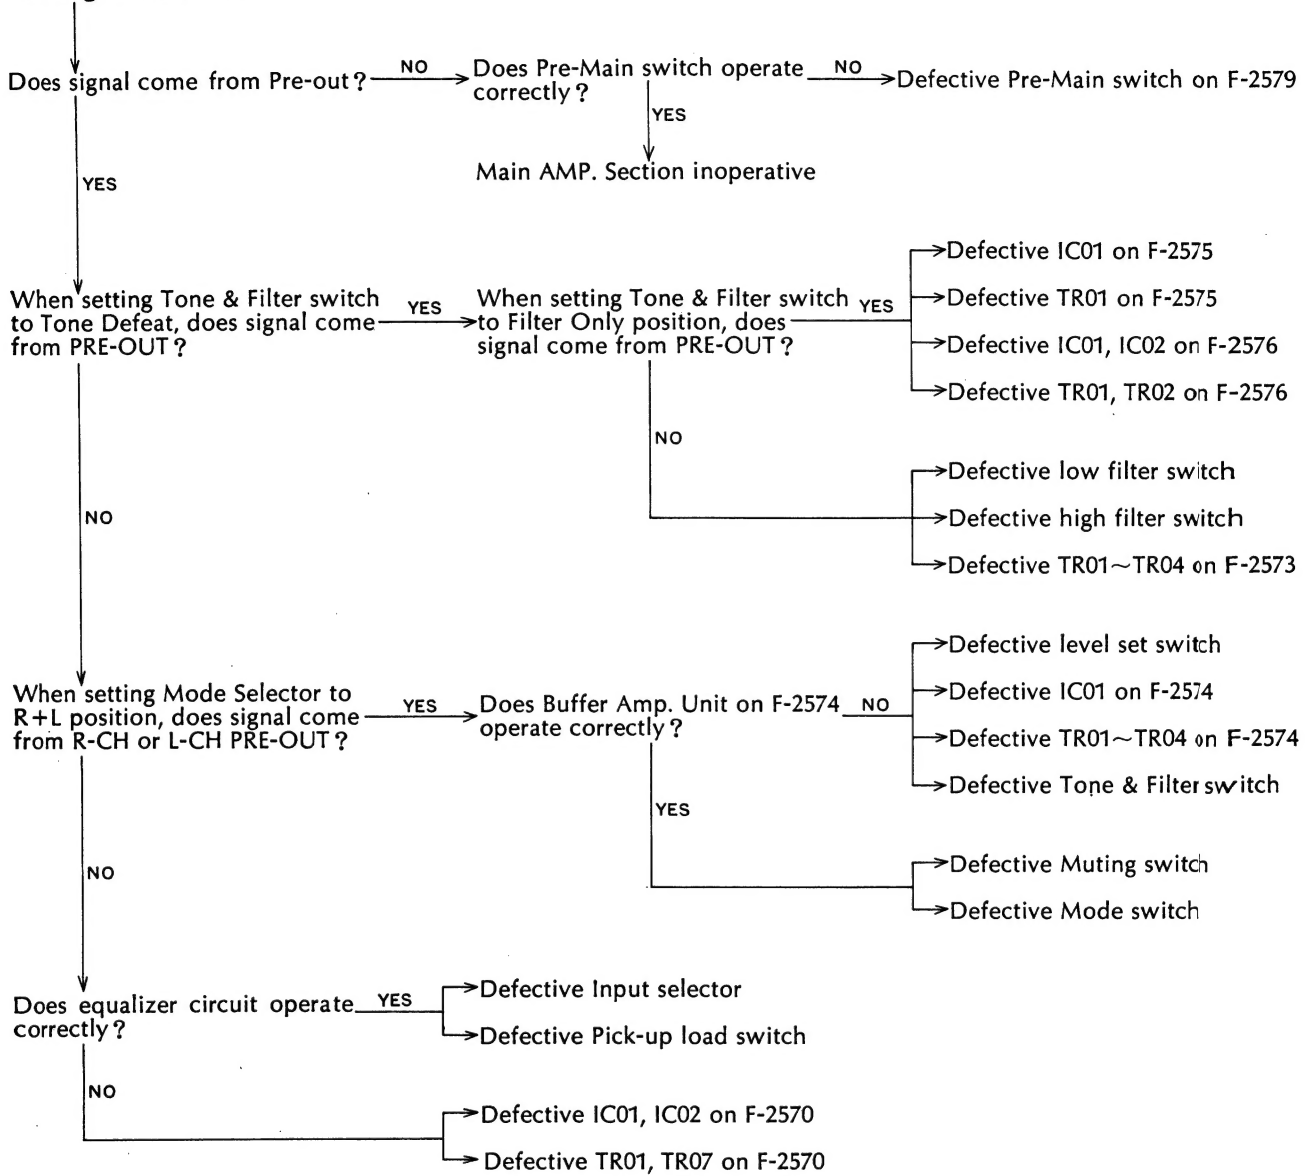 Does signal come from Pre-out?
NO
Does Pre-Main switch operate
correctly?
NO
Defective Pre-Main switch on F-2579
YES
Main AMP. Section inoperative
YES
When setting Tone & Filter switch
to Tone Defeat, does signal come
from PRE-OUT?
YES
When setting Tone & Filter switch
to Filter Only position, does
signal come from PRE-OUT?
YES
Defective IC01 on F-2575
Defective TR01 on F-2575
Defective IC01, IC02 on F-2576
Defective TR01, TR02 on F-2576
NO
Defective low filter switch
Defective high filter switch
Defective TR01~TR04 on F-2573
NO
When setting Mode Selector to
R+L position, does signal come
from R-CH or L-CH PRE-OUT?
YES
Does Buffer Amp. Unit on F-2574
operate correctly?
NO
Defective level set switch
Defective IC01 on F-2574
Defective TR01~TR04 on F-2574
Defective Tone & Filter switch
YES
Defective Muting switch
Defective Mode switch
NO
Does equalizer circuit operate
correctly?
YES
Defective Input selector
Defective Pick-up load switch
NO
Defective IC01, IC02 on F-2570
Defective TR01, TR07 on F-2570